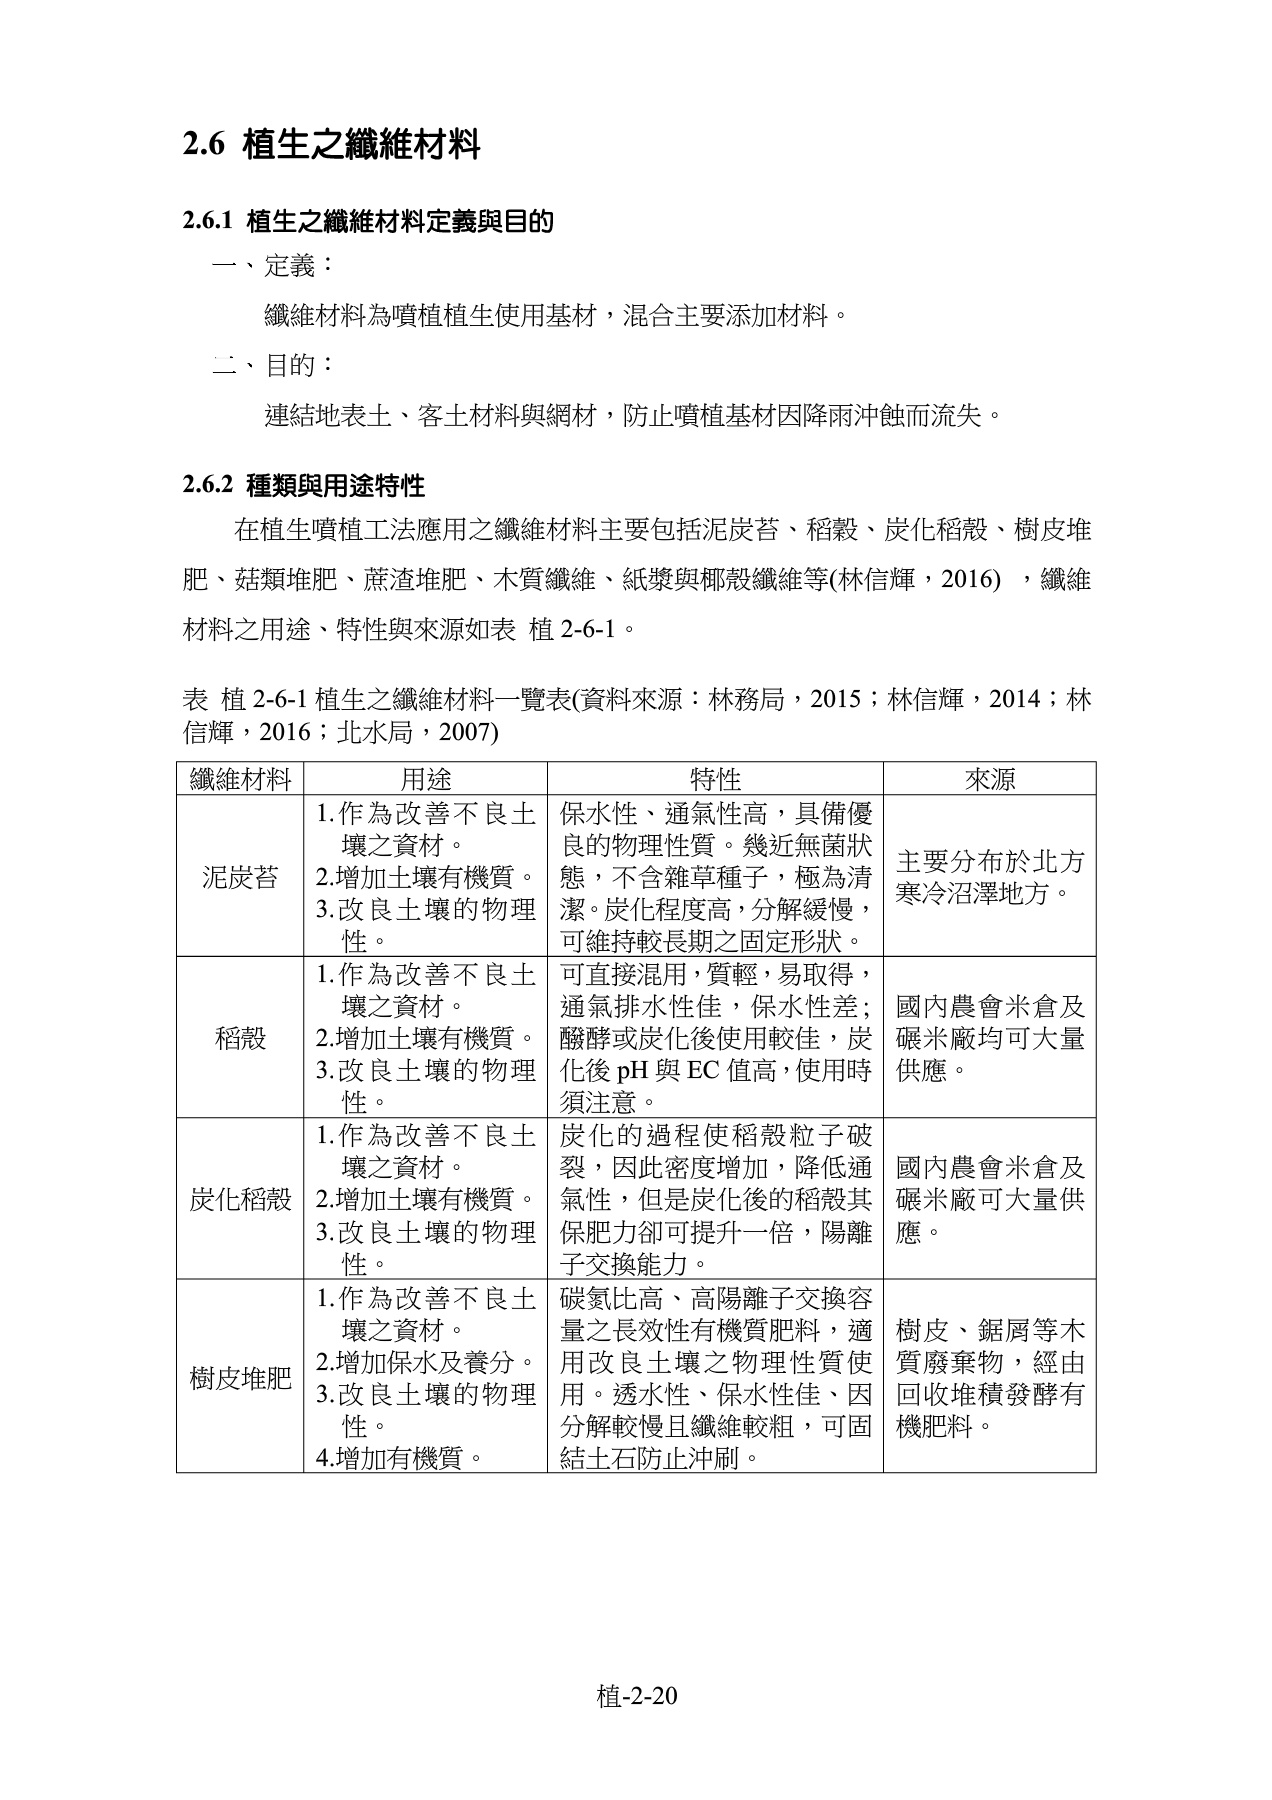 2.6 植生之纖維材料
2.6.1 植生之纖維材料定義與目的
一、定義：
纖維材料為噴植植生使用基材，混合主要添加材料。
二、目的：
連結地表土、客土材料與網材，防止噴植基材因降雨沖蝕而流失。
2.6.2 種類與用途特性
在植生噴植工法應用之纖維材料主要包括泥炭苔、稻穀、炭化稻殼、樹皮堆
肥、菇類堆肥、蔗渣堆肥、木質纖維、紙漿與椰殼纖維等(林信輝，2016) ，纖維
材料之用途、特性與來源如表 植 2-6-1。
表 植 2-6-1 植生之纖維材料一覽表(資料來源：林務局，2015；林信輝，2014；林
信輝，2016；北水局，2007)
纖維材料 用途 特性 來源
泥炭苔
1.作為改善不良土
壤之資材。
2.增加土壤有機質。
3.改良土壤的物理
性。
保水性、通氣性高，具備優
良的物理性質。幾近無菌狀
態，不含雜草種子，極為清
潔。炭化程度高，分解緩慢，
可維持較長期之固定形狀。
主要分布於北方
寒冷沼澤地方。
稻殼
1.作為改善不良土
壤之資材。
2.增加土壤有機質。
3.改良土壤的物理
性。
可直接混用，質輕，易取得，
通氣排水性佳，保水性差；
醱酵或炭化後使用較佳，炭
化後 pH 與 EC 值高，使用時
須注意。
國內農會米倉及
碾米廠均可大量
供應。
炭化稻殼
1.作為改善不良土
壤之資材。
2.增加土壤有機質。
3.改良土壤的物理
性。
炭化的過程使稻殼粒子破
裂，因此密度增加，降低通
氣性，但是炭化後的稻殼其
保肥力卻可提升一倍，陽離
子交換能力。
國內農會米倉及
碾米廠可大量供
應。
樹皮堆肥
1.作為改善不良土
壤之資材。
2.增加保水及養分。
3.改良土壤的物理
性。
4.增加有機質。
碳氮比高、高陽離子交換容
量之長效性有機質肥料，適
用改良土壤之物理性質使
用。透水性、保水性佳、因
分解較慢且纖維較粗，可固
結土石防止沖刷。
樹皮、鋸屑等木
質廢棄物，經由
回收堆積發酵有
機肥料。
植-2-20